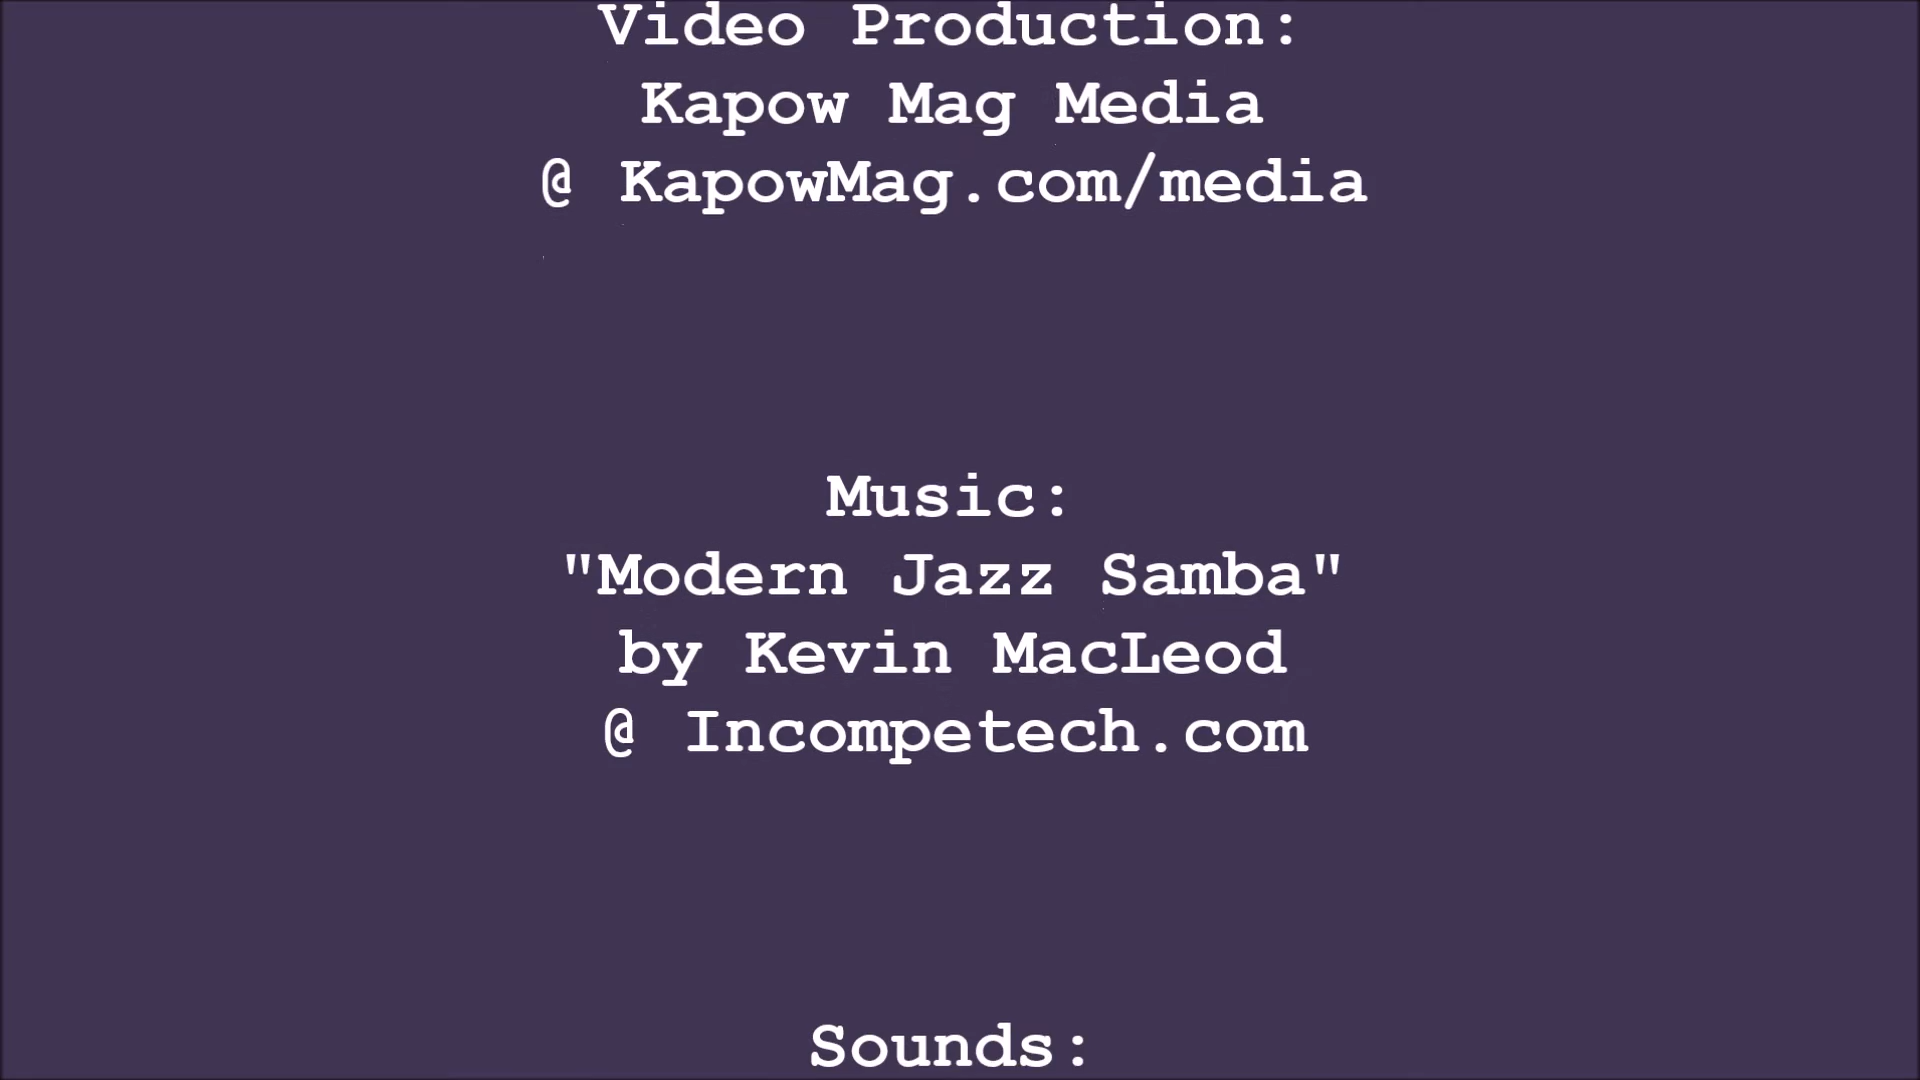 Video Production:
Kapow Mag Media
@ KapowMag.com/media
Music:
"Modern Jazz Samba"
by Kevin MacLeod
@ Incompetech.com
Sounds: